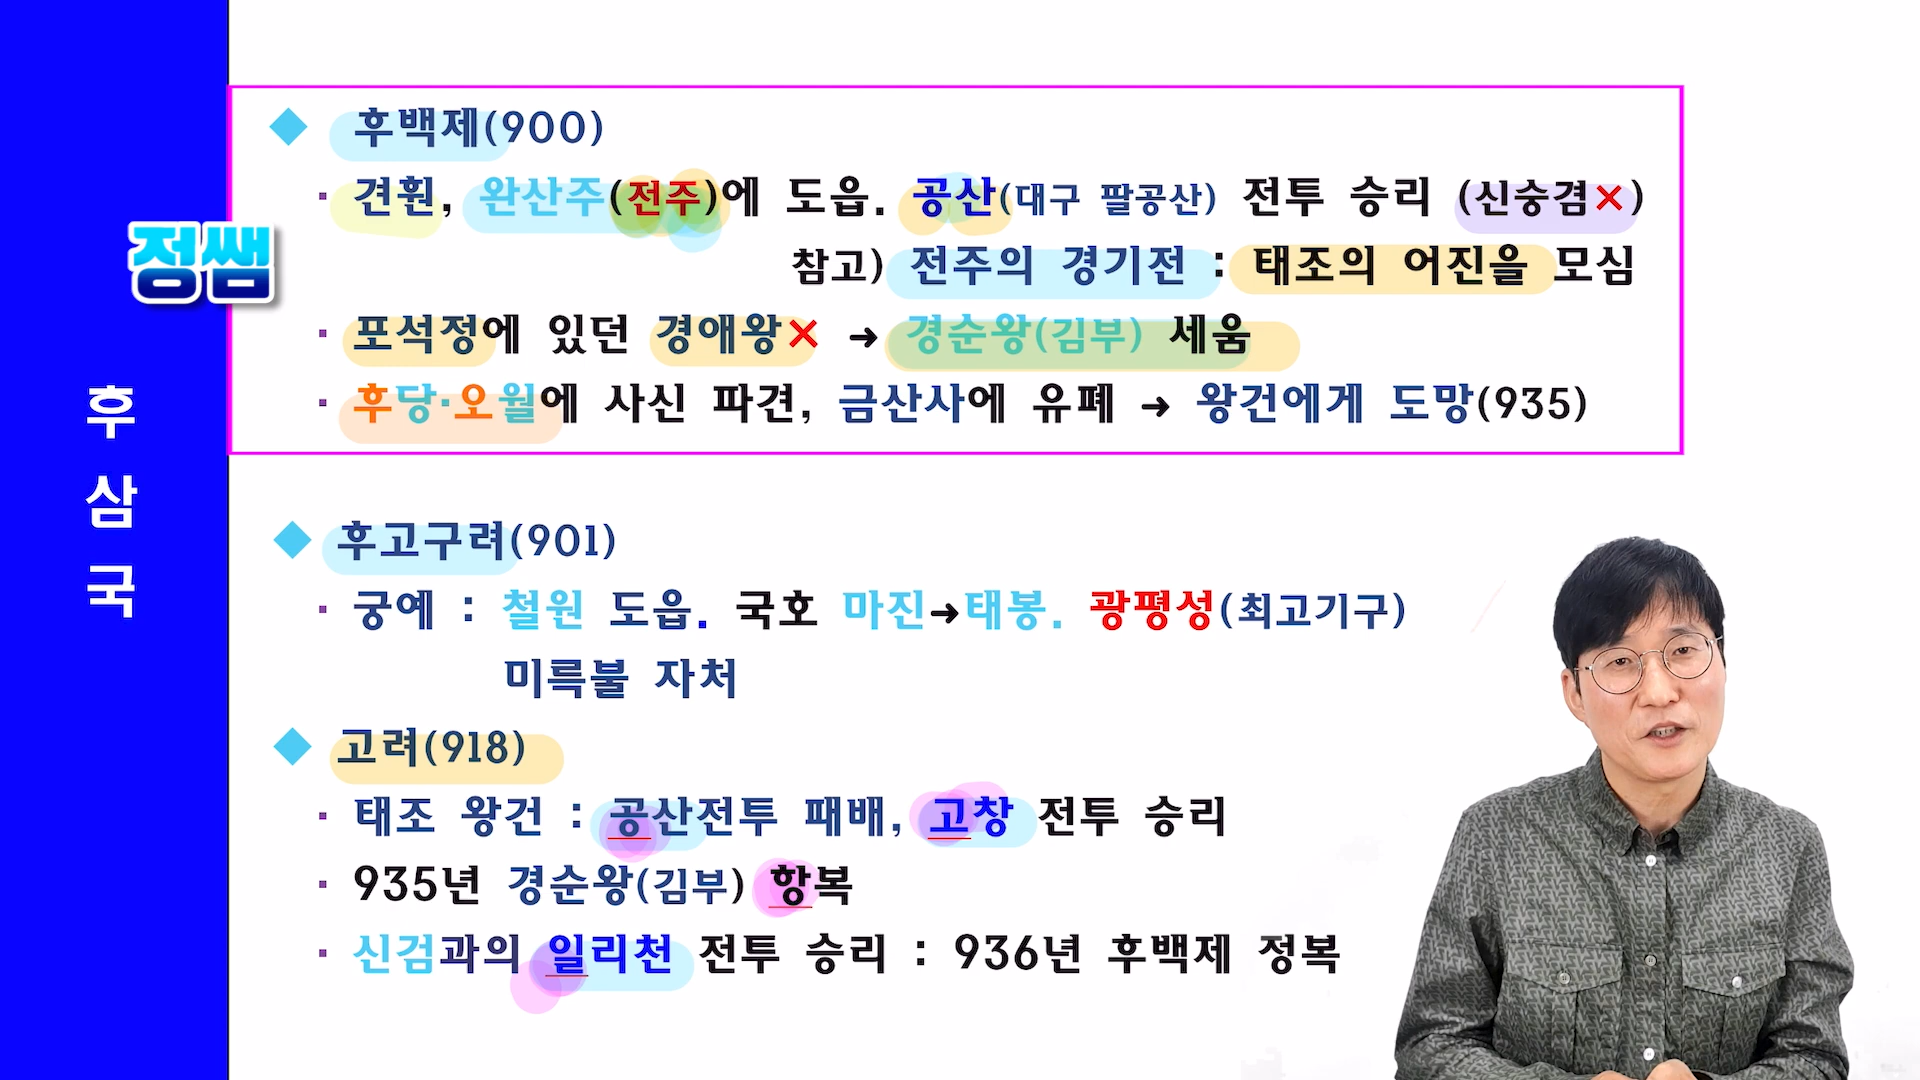 정쌤
후삼국
◆ 후백제(900)
· 견훤, 완산주(전주)에 도읍. 공산(대구 팔공산) 전투 승리 (신숭겸✕)
참고) 전주의 경기전 : 태조의 어진을 모심
· 포석정에 있던 경애왕✕ → 경순왕(김부) 세움
· 후당·오월에 사신 파견, 금산사에 유폐 → 왕건에게 도망(935)
◆ 후고구려(901)
· 궁예 : 철원 도읍. 국호 마진→태봉. 광평성(최고기구)
미륵불 자처
◆ 고려(918)
· 태조 왕건 : 공산전투 패배, 고창 전투 승리
· 935년 경순왕(김부) 항복
· 신검과의 일리천 전투 승리 : 936년 후백제 정복